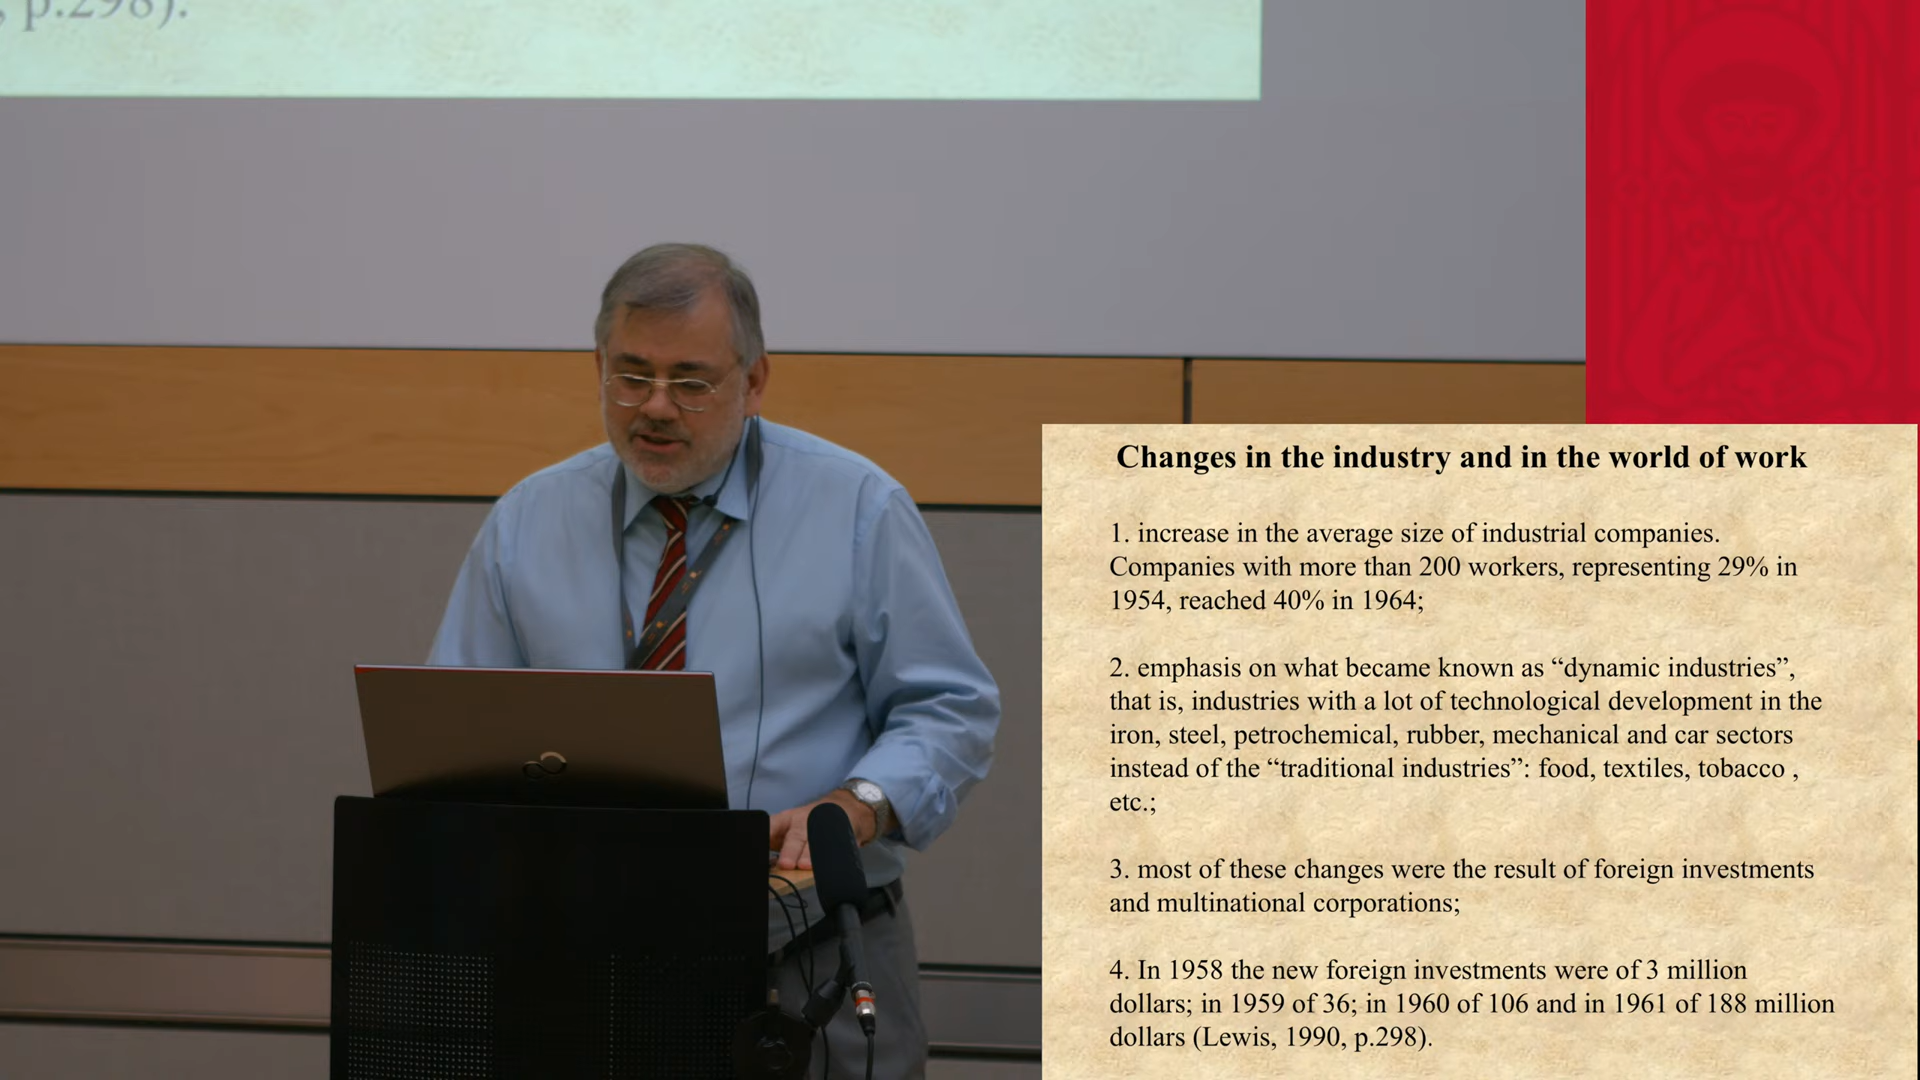 , p.298).
Changes in the industry and in the world of work
1. increase in the average size of industrial companies.
Companies with more than 200 workers, representing 29% in
1954, reached 40% in 1964;
2. emphasis on what became known as “dynamic industries”,
that is, industries with a lot of technological development in the
iron, steel, petrochemical, rubber, mechanical and car sectors
instead of the “traditional industries”: food, textiles, tobacco ,
etc.;
3. most of these changes were the result of foreign investments
and multinational corporations;
4. In 1958 the new foreign investments were of 3 million
dollars; in 1959 of 36; in 1960 of 106 and in 1961 of 188 million
dollars (Lewis, 1990, p.298).